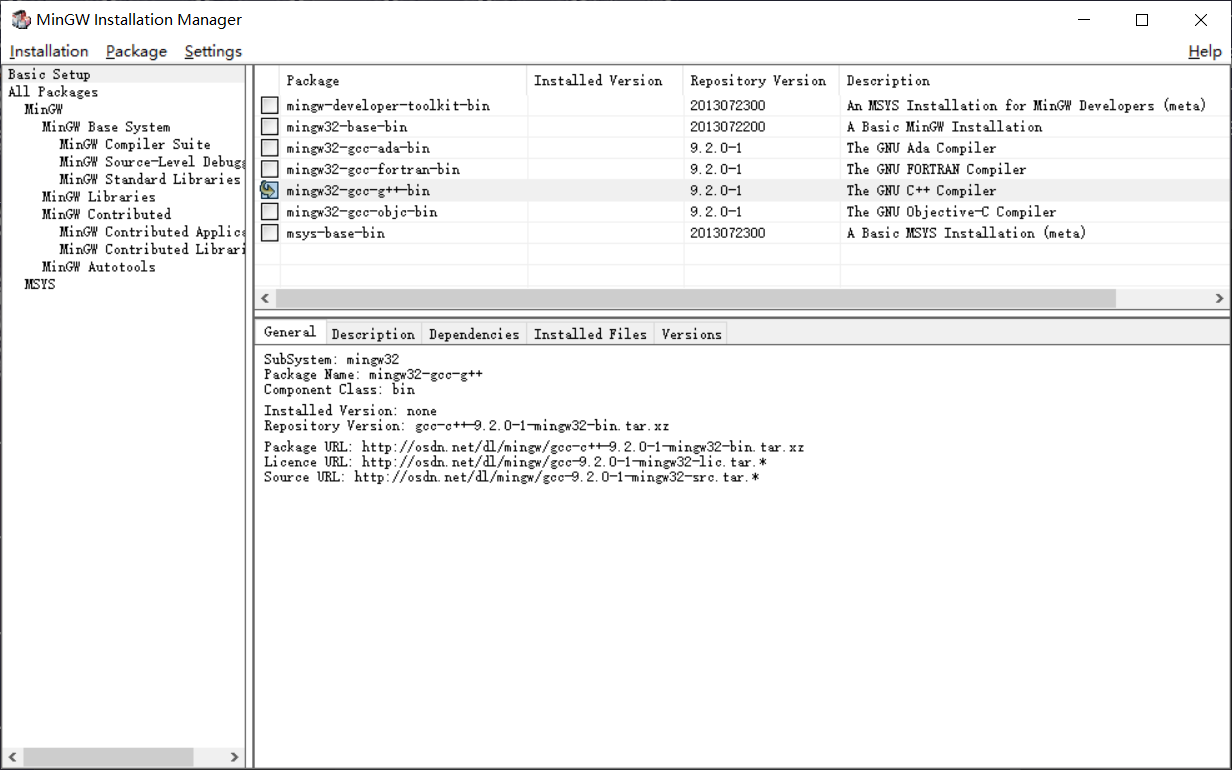 MinGW Installation Manager
Installation Package Settings Help
Basic Setup
All Packages
MinGW
MinGW Base System
MinGW Compiler Suite
MinGW Source-Level Debugg
MinGW Standard Libraries
MinGW Libraries
MinGW Contributed
MinGW Contributed Applica
MinGW Contributed Librari
MinGW Autotools
MSYS
Package Installed Version Repository Version Description
mingw-developer-toolkit-bin 2013072300 An MSYS Installation for MinGW Developers (meta)
mingw32-base-bin 2013072200 A Basic MinGW Installation
mingw32-gcc-ada-bin 9.2.0-1 The GNU Ada Compiler
mingw32-gcc-fortran-bin 9.2.0-1 The GNU FORTRAN Compiler
mingw32-gcc-g++-bin 9.2.0-1 The GNU C++ Compiler
mingw32-gcc-objc-bin 9.2.0-1 The GNU Objective-C Compiler
msys-base-bin 2013072300 A Basic MSYS Installation (meta)
General Description Dependencies Installed Files Versions
SubSystem: mingw32
Package Name: mingw32-gcc-g++
Component Class: bin
Installed Version: none
Repository Version: gcc-c++-9.2.0-1-mingw32-bin.tar.xz
Package URL: http://osdn.net/dl/mingw/gcc-c++-9.2.0-1-mingw32-bin.tar.xz
Licence URL: http://osdn.net/dl/mingw/gcc-9.2.0-1-mingw32-lic.tar.*
Source URL: http://osdn.net/dl/mingw/gcc-9.2.0-1-mingw32-src.tar.*